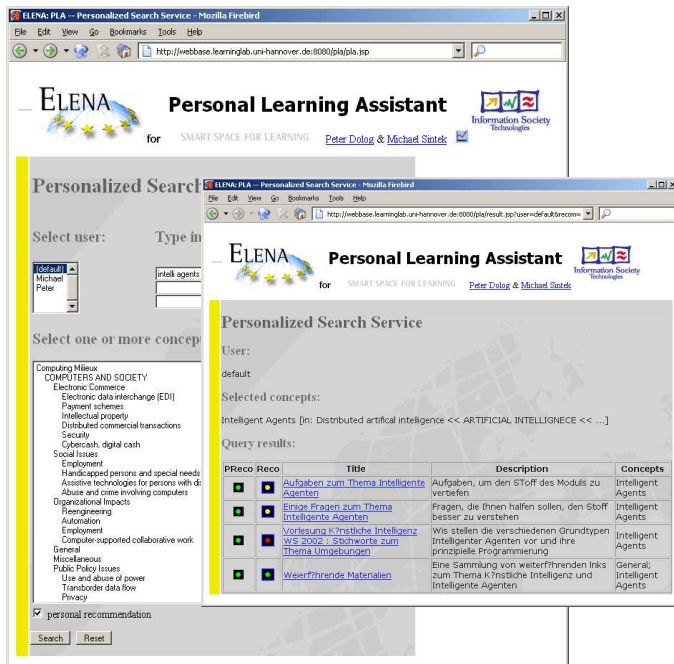 ELENA: PLA -- Personalized Search Service - Mozilla Firebird
File Edit View Go Bookmarks Tools Help
http://webbase.learninglab.uni-hannover.de:8080/pla/pla.jsp
ELENA
Personal Learning Assistant
for SMART SPACE FOR LEARNING Peter Dolog & Michael Sintek
Information Society
Technologies
Personalized Search
Select user: Type in
(default)
Michael
Peter
intelli agents
Select one or more concep
Computing Milieux
COMPUTERS AND SOCIETY
Electronic Commerce
Electronic data interchange (EDI)
Payment schemes
Intellectual property
Distributed commercial transactions
Security
Cybercash, digital cash
Social Issues
Employment
Handicapped persons and special needs
Assistive technologies for persons with di
Abuse and crime involving computers
Organizational Impacts
Reengineering
Automation
Employment
Computer-supported collaborative work
General
Miscellaneous
Public Policy Issues
Use and abuse of power
Transborder data flow
Privacy
personal recommendation
Search Reset
ELENA: PLA -- Personalized Search Service - Mozilla Firebird
File Edit View Go Bookmarks Tools Help
http://webbase.learninglab.uni-hannover.de:8080/pla/result.jsp?user=default&recom=
ELENA
Personal Learning Assistant
for SMART SPACE FOR LEARNING Peter Dolog & Michael Sintek
Information Society
Technologies
Personalized Search Service
User:
default
Selected concepts:
Intelligent Agents [in: Distributed artifical intelligence << ARTIFICIAL INTELLIGNECE << ...]
Query results:
PReco Reco Title Description Concepts
Aufgaben zum Thema Intelligente Agenten
Aufgaben, um den SToff des Moduls zu vertiefen
Intelligent Agents
Einige Fragen zum Thema Intelligente Agenten
Fragen, die Ihnen halfen sollen, den Stoff besser zu verstehen
Intelligent Agents
Vorlesung K?nstliche Intelligenz WS 2002 : Stichworte zum Thema Umgebungen
Wis stellen die verschiedenen Grundtypen Intelligenter Agenten vor und ihre prinzipielle Programmierung
Intelligent Agents
Weierf?hrende Materialien
Eine Sammlung von weiterf?hrenden lnks zum Thema K?nstliche Intelligenz und Intelligente Agenten
General; Intelligent Agents